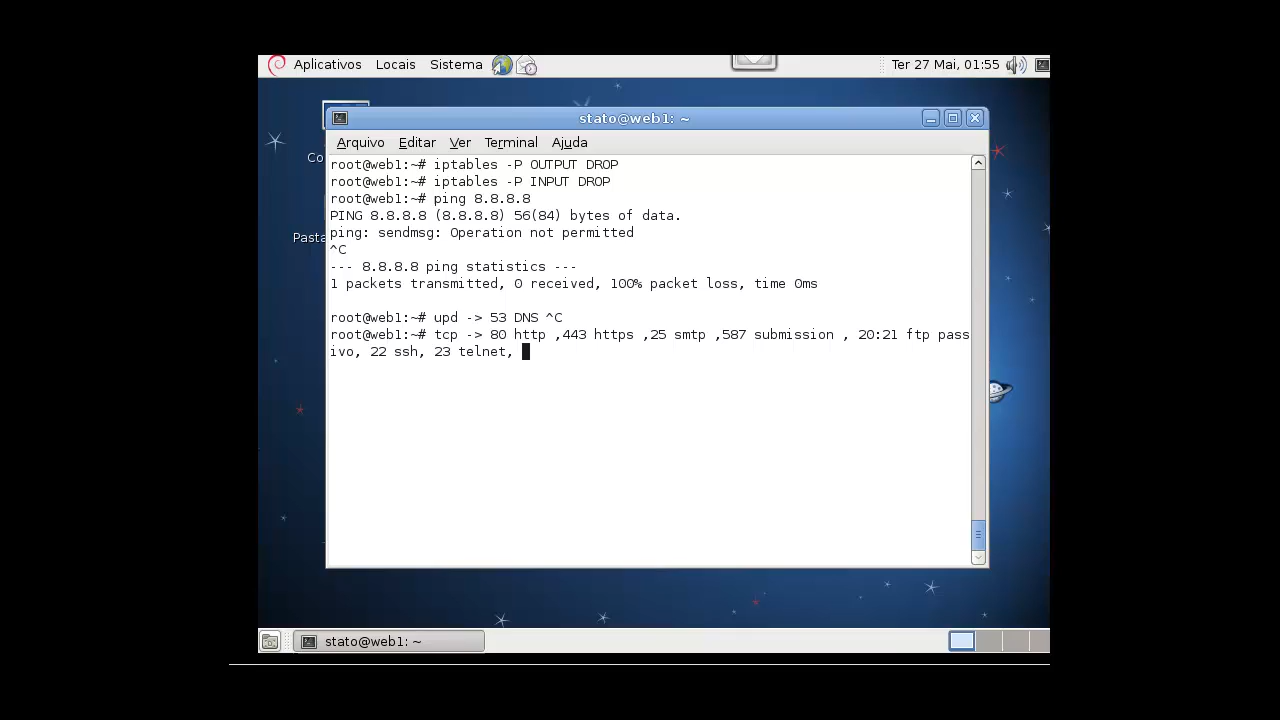 Aplicativos Locais Sistema Ter 27 Mai, 01:55
stato@web1: ~
Arquivo Editar Ver Terminal Ajuda
root@web1:~# iptables -P OUTPUT DROP
root@web1:~# iptables -P INPUT DROP
root@web1:~# ping 8.8.8.8
PING 8.8.8.8 (8.8.8.8) 56(84) bytes of data.
ping: sendmsg: Operation not permitted
^C
--- 8.8.8.8 ping statistics ---
1 packets transmitted, 0 received, 100% packet loss, time 0ms
root@web1:~# upd -> 53 DNS ^C
root@web1:~# tcp -> 80 http ,443 https ,25 smtp ,587 submission , 20:21 ftp pass
ivo, 22 ssh, 23 telnet,
Co
Pasta
stato@web1: ~